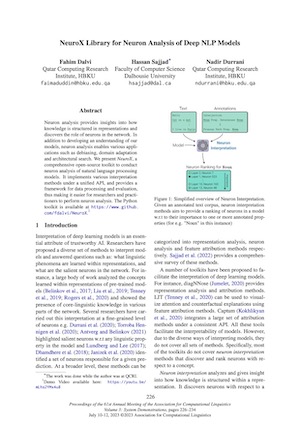 NeuroX Library for Neuron Analysis of Deep NLP Models
Fahim Dalvi
Qatar Computing Research
Institute, HBKU
faimaduddin@hbku.edu.qa
Hassan Sajjad*
Faculty of Computer Science
Dalhousie University
hsajjad@dal.ca
Nadir Durrani
Qatar Computing Research
Institute, HBKU
ndurrani@hbku.edu.qa
Abstract
Neuron analysis provides insights into how
knowledge is structured in representations and
discover the role of neurons in the network. In
addition to developing an understanding of our
models, neuron analysis enables various applications
such as debiasing, domain adaptation
and architectural search. We present NeuroX, a
comprehensive open-source toolkit to conduct
neuron analysis of natural language processing
models. It implements various interpretation
methods under a unified API, and provides a
framework for data processing and evaluation,
thus making it easier for researchers and practitioners
to perform neuron analysis. The Python
toolkit is available at https://www.github.
com/fdalvi/NeuroX.
1 Introduction
Interpretation of deep learning models is an essential
attribute of trustworthy AI. Researchers have
proposed a diverse set of methods to interpret models
and answered questions such as: what linguistic
phenomena are learned within representations, and
what are the salient neurons in the network. For instance,
a large body of work analyzed the concepts
learned within representations of pre-trained models
(Belinkov et al., 2017; Liu et al., 2019; Tenney
et al., 2019; Rogers et al., 2020) and showed the
presence of core-linguistic knowledge in various
parts of the network. Several researchers have carried
out this interpretation at a fine-grained level
of neurons e.g. Durrani et al. (2020); Torroba Hennigen
et al. (2020); Antverg and Belinkov (2021)
highlighted salient neurons w.r.t any linguistic property
in the model and Lundberg and Lee (2017);
Dhamdhere et al. (2018); Janizek et al. (2020) identified
a set of neurons responsible for a given prediction.
At a broader level, these methods can be
*The work was done while the author was at QCRI.
Demo Video available here: https://youtu.be/
Text
Annotations
Model
Neuron
Interpretation
Neuron Ranking for Noun
Figure 1: Simplified overview of Neuron Interpretation.
Given an annotated text corpus, neuron interpretation
methods aim to provide a ranking of neurons in a model
w.r.t to their importance to one or more annotated properties
(for e.g. "Noun" in this instance)
categorized into representation analysis, neuron
analysis and feature attribution methods respectively.
Sajjad et al. (2022) provides a comprehensive
survey of these methods.
A number of toolkits have been proposed to facilitate
the interpretation of deep learning models.
For instance, diagNNose (Jumelet, 2020) provides
representation analysis and attribution methods.
LIT (Tenney et al., 2020) can be used to visualize
attention and counterfactual explanations using
feature attribution methods. Captum (Kokhlikyan
et al., 2020) integrates a large set of attribution
methods under a consistent API. All these tools
facilitate the interpretability of models. However,
due to the diverse ways of interpreting models, they
do not cover all sets of methods. Specifically, most
of the toolkits do not cover neuron interpretation
methods that discover and rank neurons with respect
to a concept.
Neuron interpretation analyzes and gives insight
into how knowledge is structured within a representation.
It discovers neurons with respect to a
226
Proceedings of the 61st Annual Meeting of the Association for Computational Linguistics
Volume 3: System Demonstrations, pages 226–234
July 10-12, 2023 ©2023 Association for Computational Linguistics